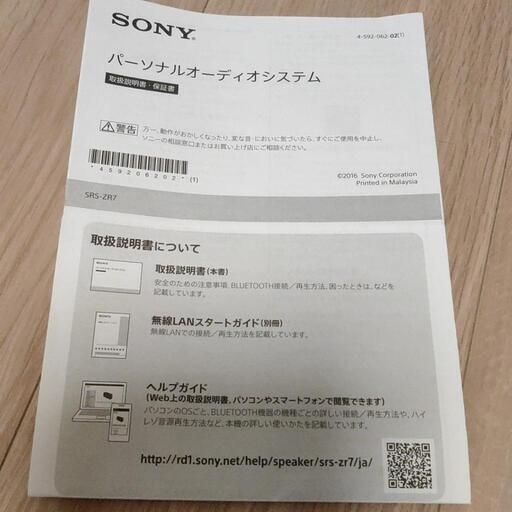 SONY®
4-592-062-02(1)
パーソナルオーディオシステム
取扱説明書・保証書
警告
万一、動作がおかしくなったり、変な音・においに気づいたら、すぐにご使用を中止し、
ソニーの相談窓口またはお買い上げ店にご相談ください。
*459206202*(1)
©2016 Sony Corporation
Printed in Malaysia
SRS-ZR7
取扱説明書について
SONY
取扱説明書(本書)
安全のための注意事項、BLUETOOTH接続／再生方法、困ったときは、などを
記載しています。
無線LANスタートガイド(別冊)
無線LANでの接続／再生方法を記載しています。
ヘルプガイド
(Web上の取扱説明書。パソコンやスマートフォンで閲覧できます)
パソコンのOSごと、BLUETOOTH機器の機種ごとの詳しい接続／再生方法や、ハイ
レゾ音源再生方法など、本機の詳しい使いかたを記載しています。
http://rd1.sony.net/help/speaker/srs-zr7/ja/